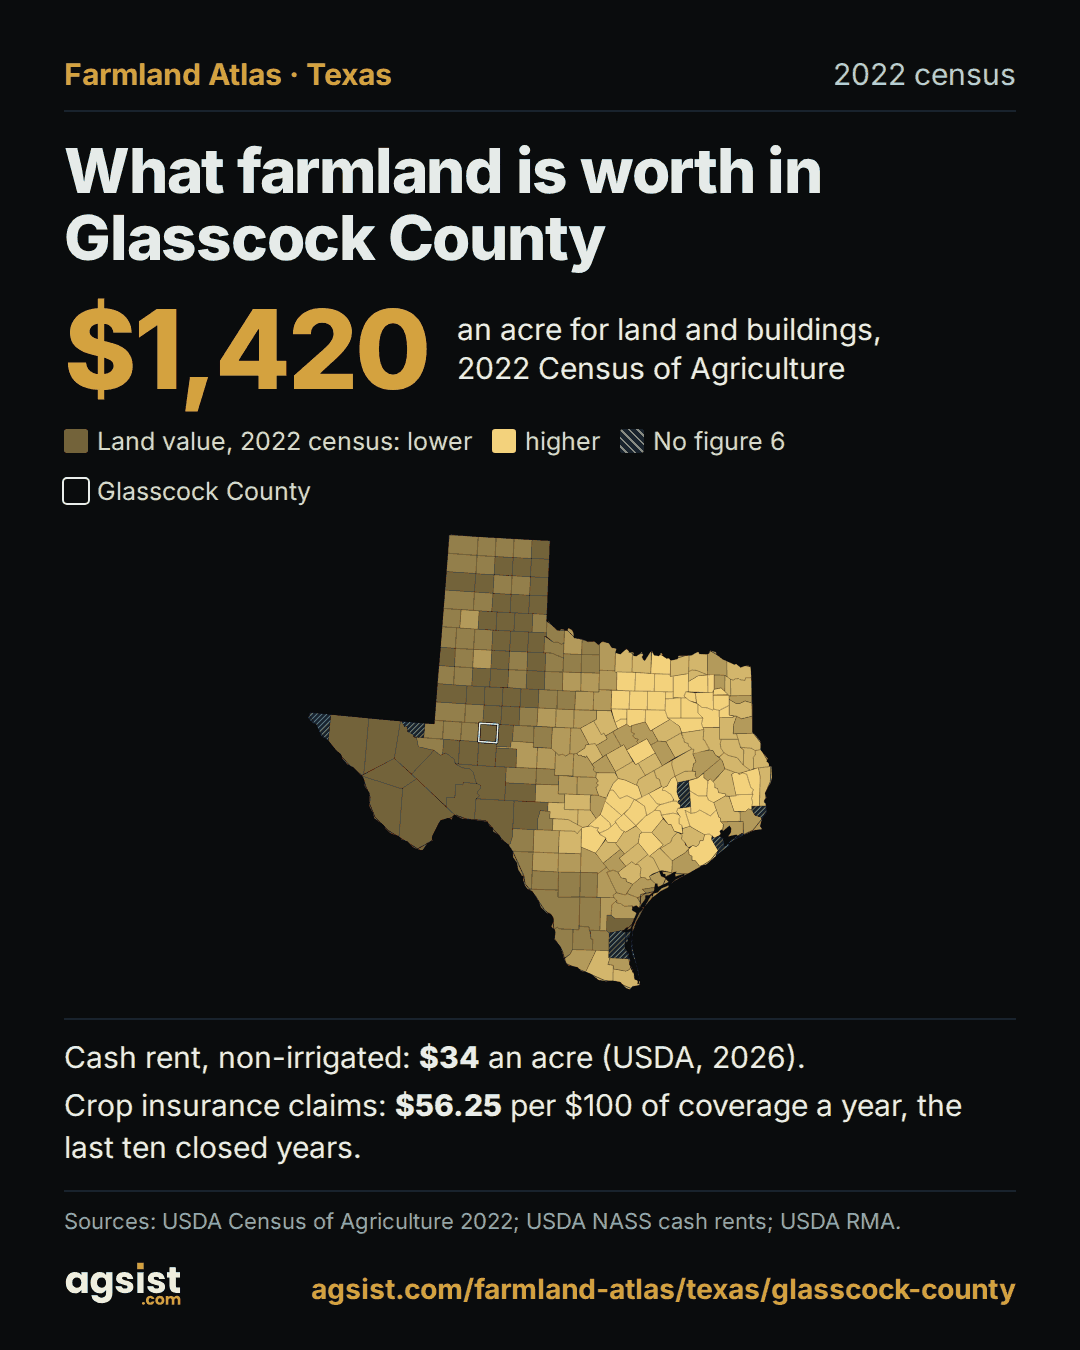 Farmland Atlas · Texas
2022 census
What farmland is worth in
Glasscock County
$1,420
an acre for land and buildings,
2022 Census of Agriculture
Land value, 2022 census: lower
higher
No figure 6
Glasscock County
Cash rent, non-irrigated: $34 an acre (USDA, 2026).
Crop insurance claims: $56.25 per $100 of coverage a year, the
last ten closed years.
Sources: USDA Census of Agriculture 2022; USDA NASS cash rents; USDA RMA.
agsist
.com
agsist.com/farmland-atlas/texas/glasscock-county